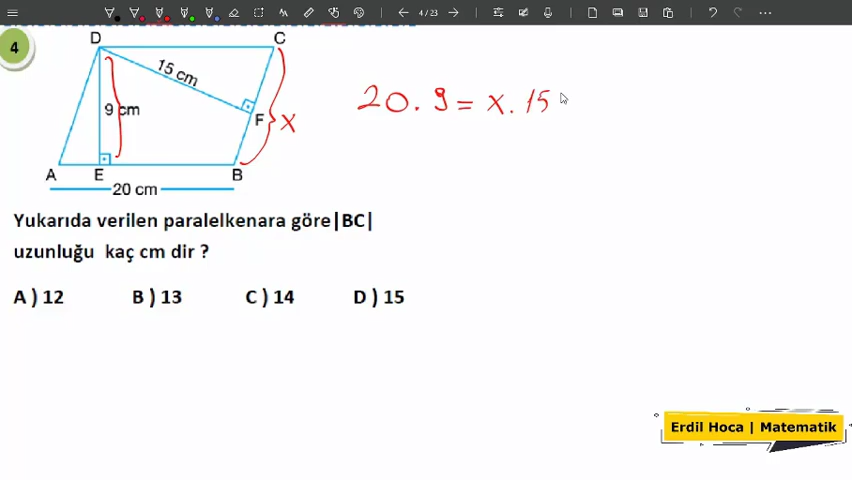 4/23
4
D
C
15 cm
20.9=x.15
9 cm
F
x
A
E
B
20 cm
Yukarıda verilen paralelkenara göre|BC|
uzunluğu kaç cm dir ?
A ) 12 B ) 13 C ) 14 D ) 15
Erdil Hoca | Matematik